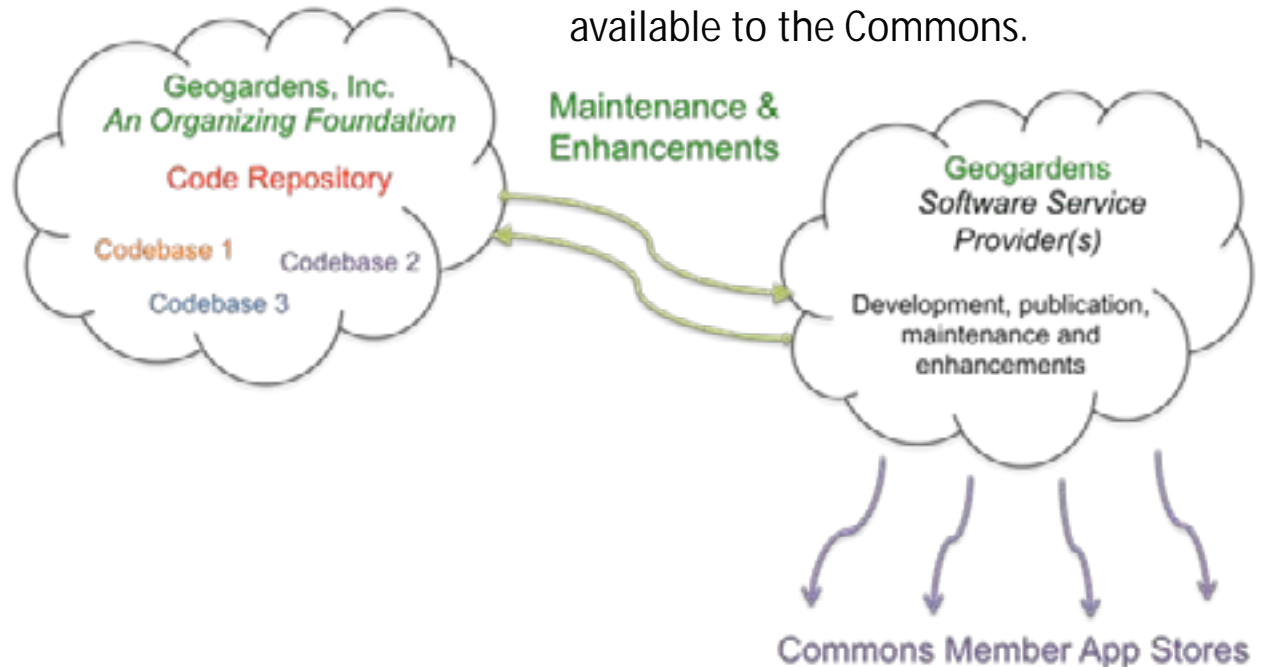 available to the Commons.
Geogardens, Inc.
An Organizing Foundation
Code Repository
Codebase 1
Codebase 2
Codebase 3
Maintenance &
Enhancements
Geogardens
Software Service
Provider(s)
Development, publication,
maintenance and
enhancements
Commons Member App Stores